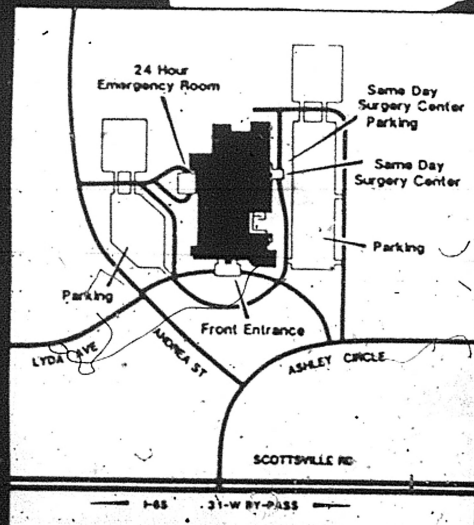 24 Hour
Emergency Room
Same Day
Surgery Center
Parking
Same Day
Surgery Center
Parking
Parking
Front Entrance
LYDA AVE
ANDREA ST
ASHLEY CIRCLE
SCOTTSVILLE RD
I-65 31-W BY-PASS